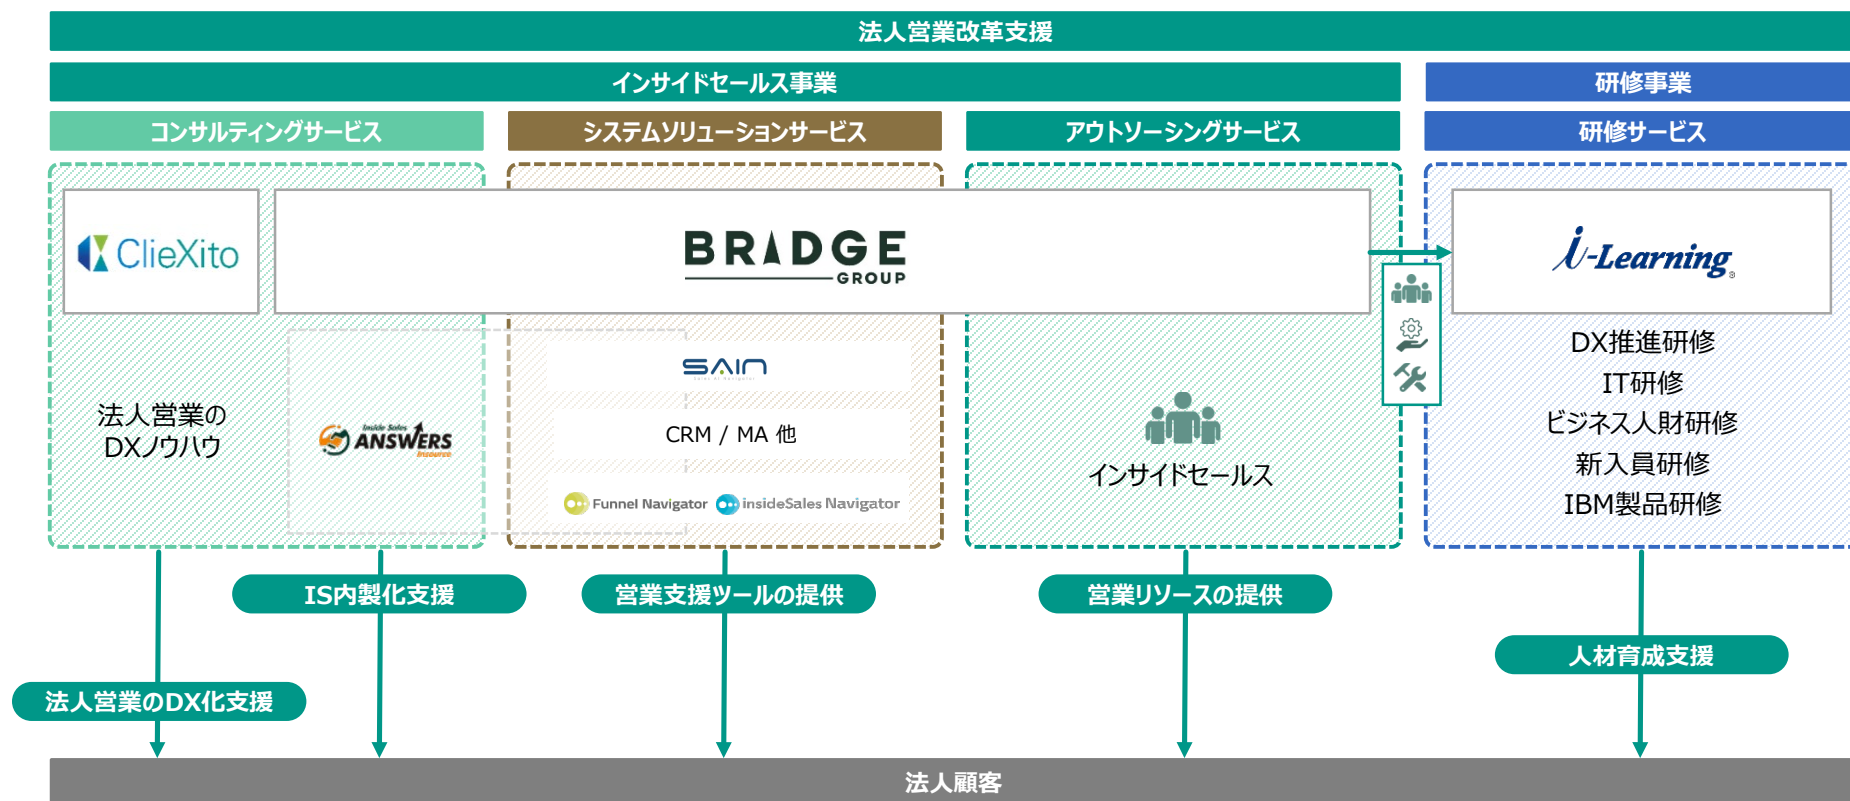 法人営業改革支援
インサイドセールス事業
研修事業
コンサルティングサービス
システムソリューションサービス
アウトソーシングサービス
研修サービス
ClieXito
BRIDGE
GROUP
i-Learning®
法人営業の
DXノウハウ
Inside Sales
ANSWERS
Insource
SAIN
Sales AI Navigator
CRM / MA 他
Funnel Navigator
insideSales Navigator
インサイドセールス
DX推進研修
IT研修
ビジネス人財研修
新入員研修
IBM製品研修
IS内製化支援
営業支援ツールの提供
営業リソースの提供
人材育成支援
法人営業のDX化支援
法人顧客